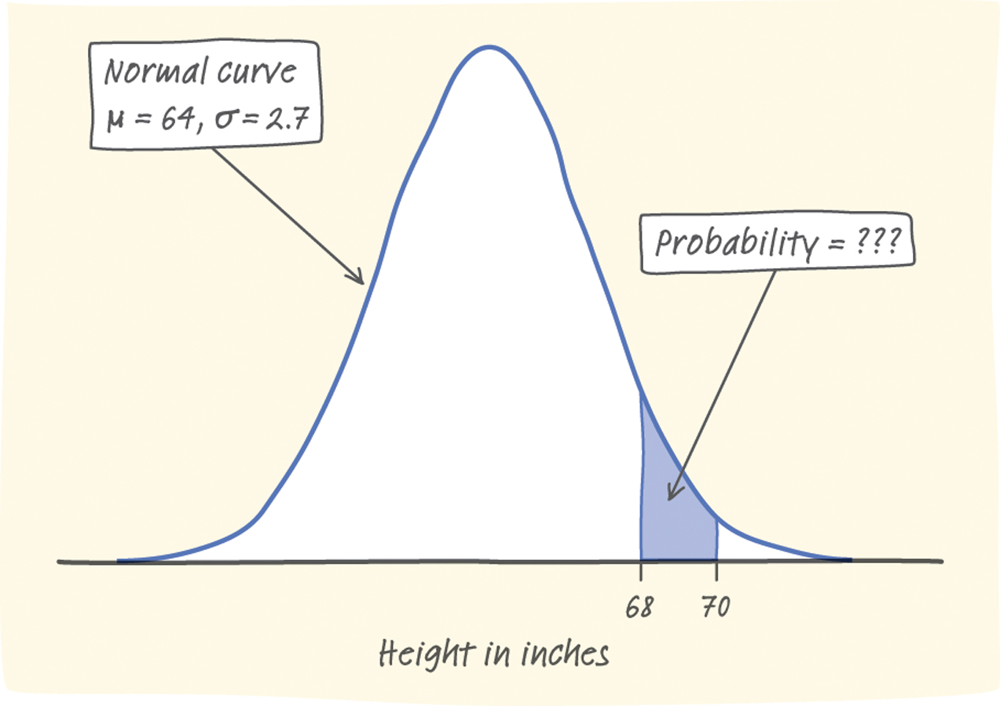 Normal curve
μ = 64, σ = 2.7
Probability = ???
68 70
Height in inches